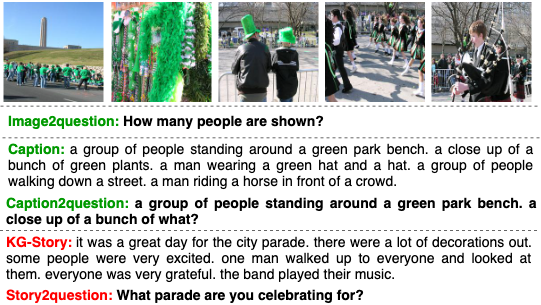 Image2question: How many people are shown?
Caption: a group of people standing around a green park bench. a close up of a
bunch of green plants. a man wearing a green hat and a hat. a group of people
walking down a street. a man riding a horse in front of a crowd.
Caption2question: a group of people standing around a green park bench. a
close up of a bunch of what?
KG-Story: it was a great day for the city parade. there were a lot of decorations out.
some people were very excited. one man walked up to everyone and looked at
them. everyone was very grateful. the band played their music.
Story2question: What parade are you celebrating for?